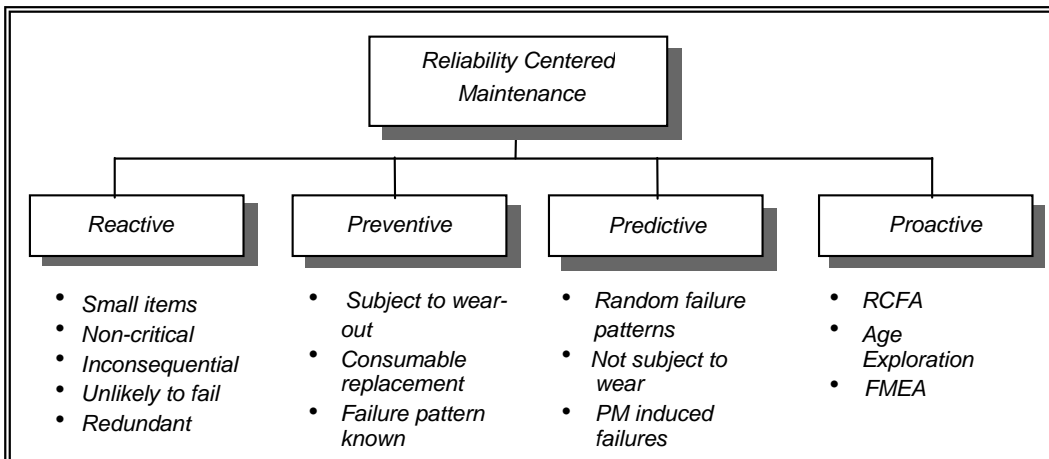 Reliability Centered
Maintenance
Reactive
Preventive
Predictive
Proactive
• Small items
• Non-critical
• Inconsequential
• Unlikely to fail
• Redundant
• Subject to wear-
out
• Consumable
replacement
• Failure pattern
known
• Random failure
patterns
• Not subject to
wear
• PM induced
failures
• RCFA
• Age
Exploration
• FMEA